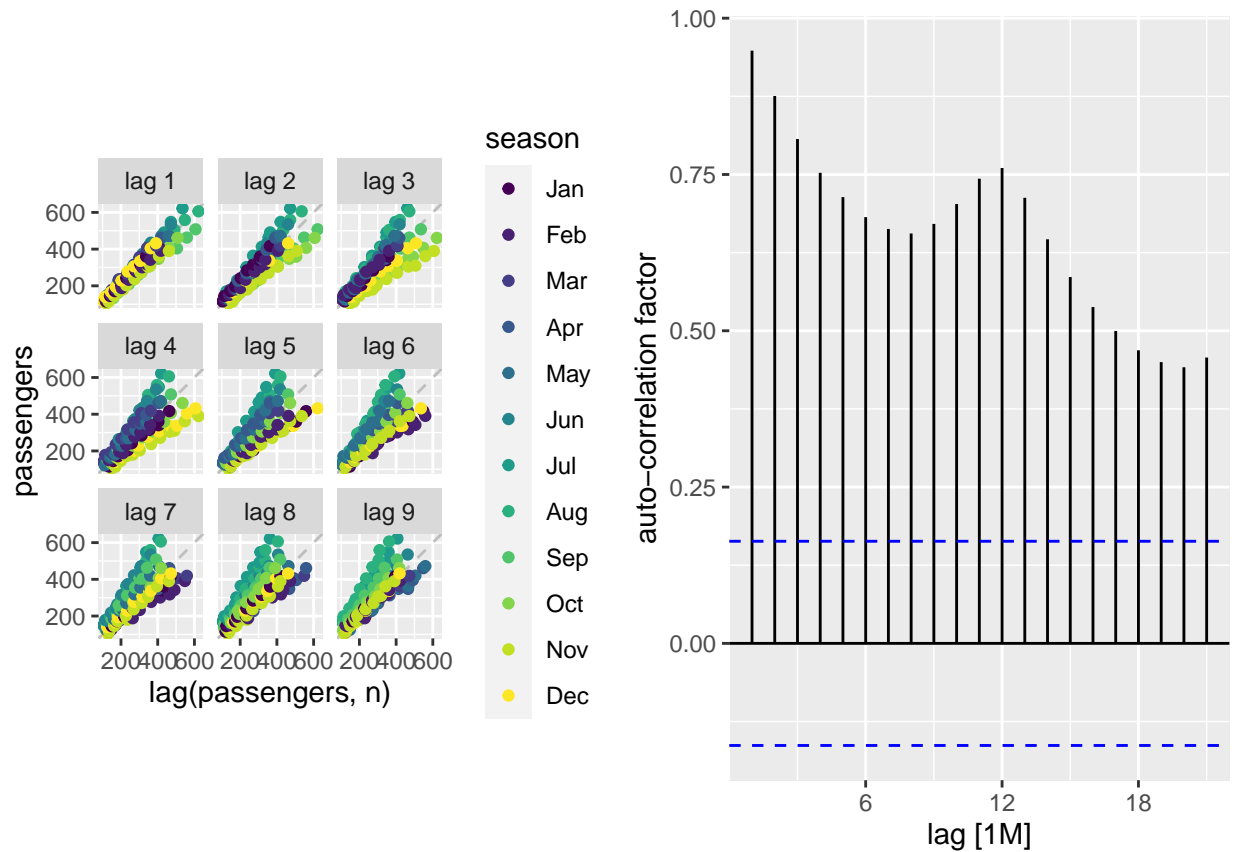 lag 1 lag 2 lag 3
600
400
200
lag 4 lag 5 lag 6
600
400
200
lag 7 lag 8 lag 9
600
400
200
200400600 200400600 200400600
lag(passengers, n)
passengers
season
Jan
Feb
Mar
Apr
May
Jun
Jul
Aug
Sep
Oct
Nov
Dec
1.00
0.75
0.50
0.25
0.00
auto−correlation factor
6 12 18
lag [1M]